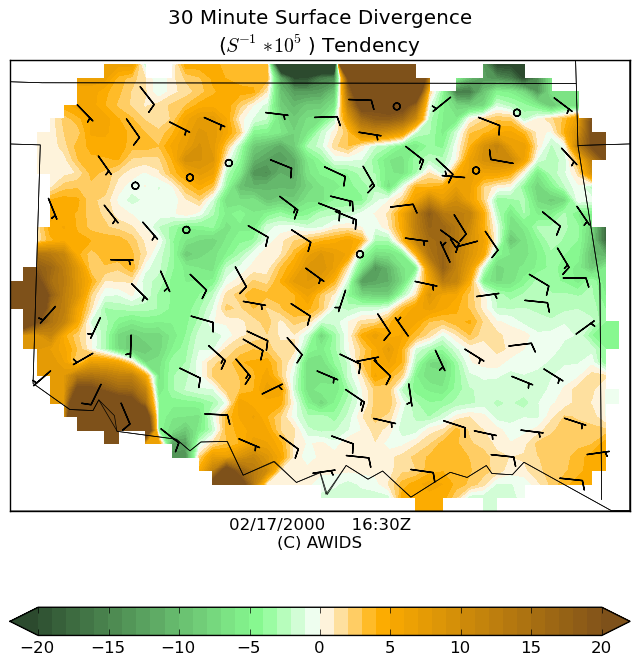 30 Minute Surface Divergence
(S⁻¹ * 10⁵ ) Tendency
02/17/2000 16:30Z
(C) AWIDS
−20 −15 −10 −5 0 5 10 15 20